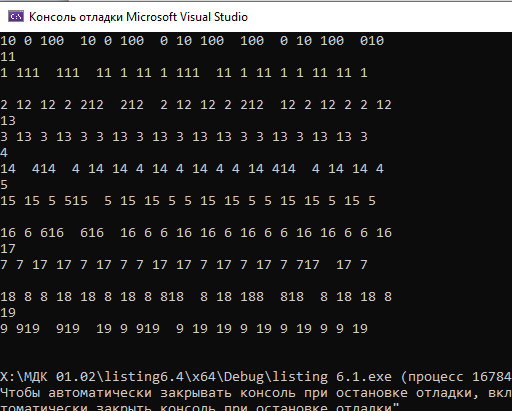 Консоль отладки Microsoft Visual Studio
10 0 100  10 0 100  0 10 100  100  0 10 100  010
11
1 111  111  11 1 11 1 111  11 1 11 1 1 11 11 1
2 12 12 2 212  212  2 12 12 2 212  12 2 12 2 2 12
13
3 13 3 13 3 3 13 3 13 3 13 13 3 3 13 3 13 13 3
4
14  414  4 14 14 4 14 4 14 4 4 14 414  4 14 14 4
5
15 15 5 515  5 15 15 5 5 15 15 5 5 15 15 5 15 5
16 6 616  616  16 6 6 16 16 6 16 6 6 16 16 6 6 16
17
7 7 17 17 7 17 7 7 17 17 7 17 7 17 7 717  17 7
18 8 8 18 18 8 18 8 818  8 18 188  818  8 18 18 8
19
9 919  919  19 9 919  9 19 19 9 19 9 19 9 9 19
X:\МДК 01.02\listing6.4\x64\Debug\listing 6.1.exe (процесс 16784
Чтобы автоматически закрывать консоль при остановке отладки, вкл
томатически закрыть консоль при остановке отладки"